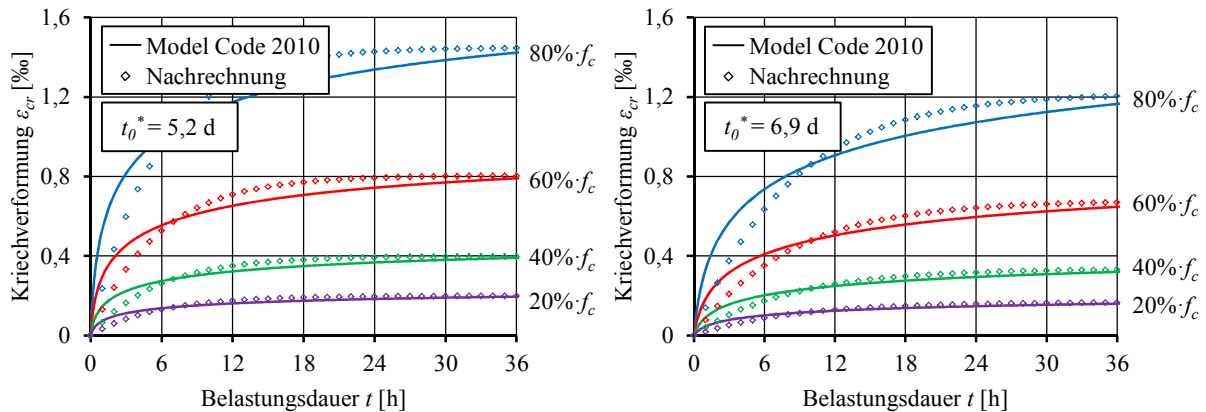 Kriechverformung εcr [‰]
1,6
1,2
0,8
0,4
0
Model Code 2010
Nachrechnung
t0* = 5,2 d
80%·fc
60%·fc
40%·fc
20%·fc
0 6 12 18 24 30 36
Belastungsdauer t [h]
Kriechverformung εcr [‰]
1,6
1,2
0,8
0,4
0
Model Code 2010
Nachrechnung
t0* = 6,9 d
80%·fc
60%·fc
40%·fc
20%·fc
0 6 12 18 24 30 36
Belastungsdauer t [h]